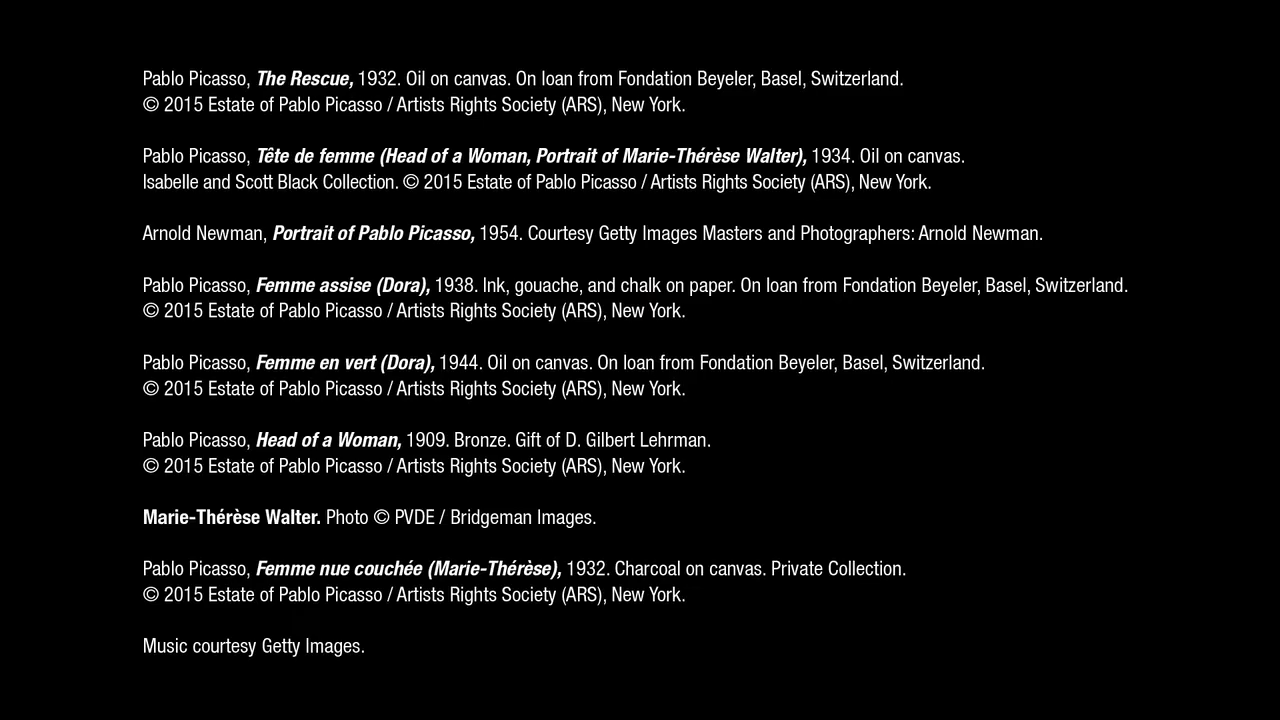 Pablo Picasso, The Rescue, 1932. Oil on canvas. On loan from Fondation Beyeler, Basel, Switzerland.
© 2015 Estate of Pablo Picasso / Artists Rights Society (ARS), New York.
Pablo Picasso, Tête de femme (Head of a Woman, Portrait of Marie-Thérèse Walter), 1934. Oil on canvas.
Isabelle and Scott Black Collection. © 2015 Estate of Pablo Picasso / Artists Rights Society (ARS), New York.
Arnold Newman, Portrait of Pablo Picasso, 1954. Courtesy Getty Images Masters and Photographers: Arnold Newman.
Pablo Picasso, Femme assise (Dora), 1938. Ink, gouache, and chalk on paper. On loan from Fondation Beyeler, Basel, Switzerland.
© 2015 Estate of Pablo Picasso / Artists Rights Society (ARS), New York.
Pablo Picasso, Femme en vert (Dora), 1944. Oil on canvas. On loan from Fondation Beyeler, Basel, Switzerland.
© 2015 Estate of Pablo Picasso / Artists Rights Society (ARS), New York.
Pablo Picasso, Head of a Woman, 1909. Bronze. Gift of D. Gilbert Lehrman.
© 2015 Estate of Pablo Picasso / Artists Rights Society (ARS), New York.
Marie-Thérèse Walter. Photo © PVDE / Bridgeman Images.
Pablo Picasso, Femme nue couchée (Marie-Thérèse), 1932. Charcoal on canvas. Private Collection.
© 2015 Estate of Pablo Picasso / Artists Rights Society (ARS), New York.
Music courtesy Getty Images.